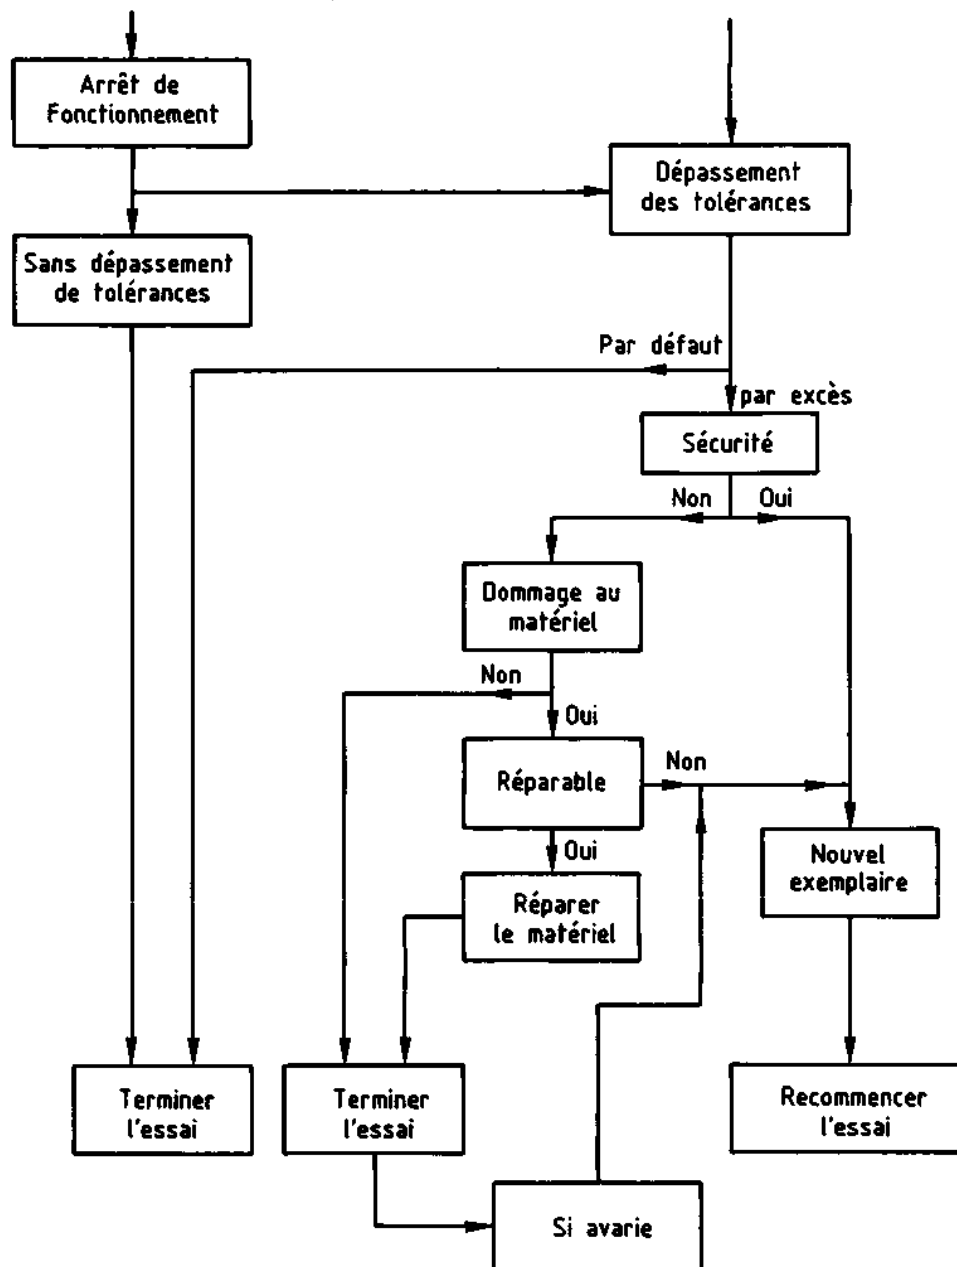 Arrêt de
Fonctionnement
Dépassement
des tolérances
Sans dépassement
de tolérances
Par défaut
par excès
Sécurité
Non
Oui
Dommage au
matériel
Non
Oui
Réparable
Non
Oui
Nouvel
exemplaire
Réparer
le matériel
Terminer
l'essai
Terminer
l'essai
Recommencer
l'essai
Si avarie